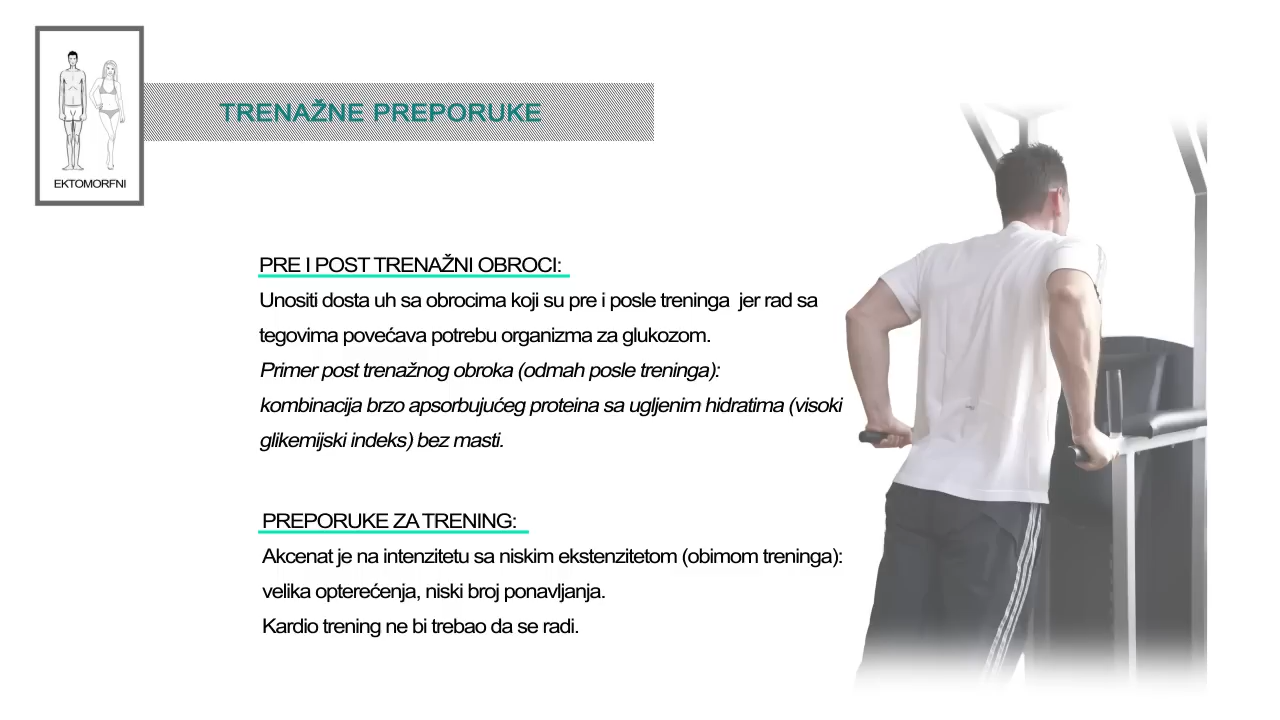 EKTOMORFNI
TRENAŽNE PREPORUKE
PRE I POST TRENAŽNI OBROCI:
Unositi dosta uh sa obrocima koji su pre i posle treninga  jer rad sa
tegovima povećava potrebu organizma za glukozom.
Primer post trenažnog obroka (odmah posle treninga):
kombinacija brzo apsorbujućeg proteina sa ugljenim hidratima (visoki
glikemijski indeks) bez masti.
PREPORUKE ZA TRENING:
Akcenat je na intenzitetu sa niskim ekstenzitetom (obimom treninga):
velika opterećenja, niski broj ponavljanja.
Kardio trening ne bi trebao da se radi.